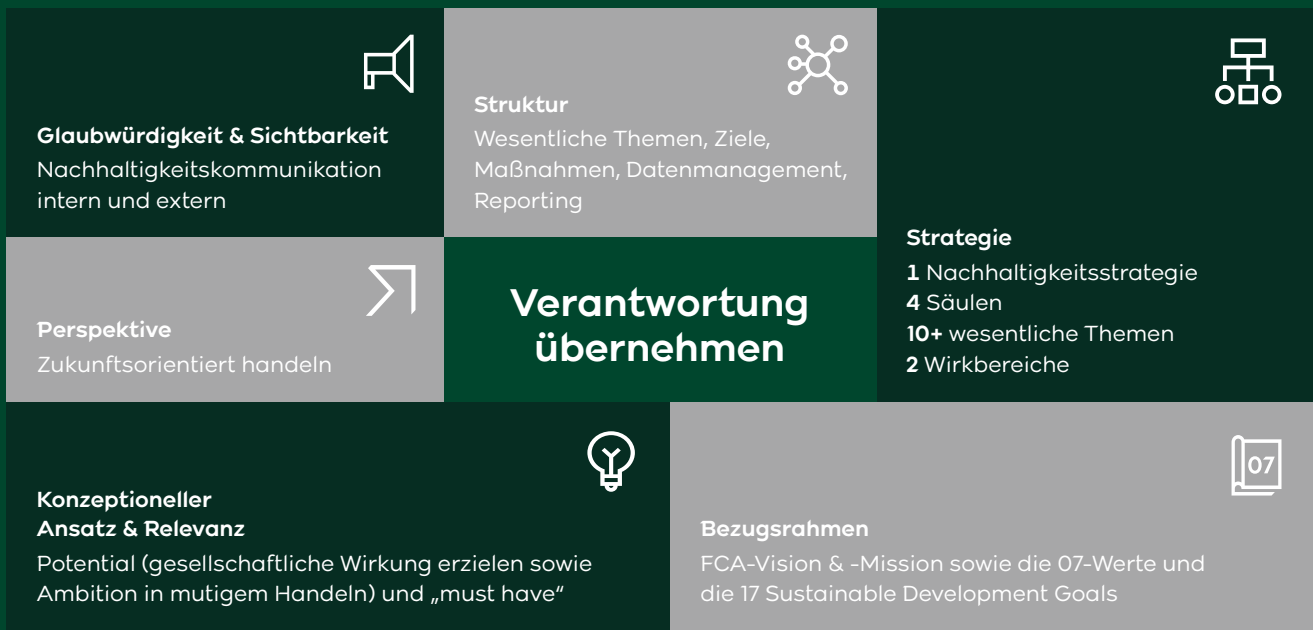 Glaubwürdigkeit & Sichtbarkeit
Nachhaltigkeitskommunikation
intern und extern
Struktur
Wesentliche Themen, Ziele,
Maßnahmen, Datenmanagement,
Reporting
Strategie
1 Nachhaltigkeitsstrategie
4 Säulen
10+ wesentliche Themen
2 Wirkbereiche
Perspektive
Zukunftsorientiert handeln
Verantwortung
übernehmen
Konzeptioneller
Ansatz & Relevanz
Potential (gesellschaftliche Wirkung erzielen sowie
Ambition in mutigem Handeln) und „must have“
07
Bezugsrahmen
FCA-Vision & -Mission sowie die 07-Werte und
die 17 Sustainable Development Goals